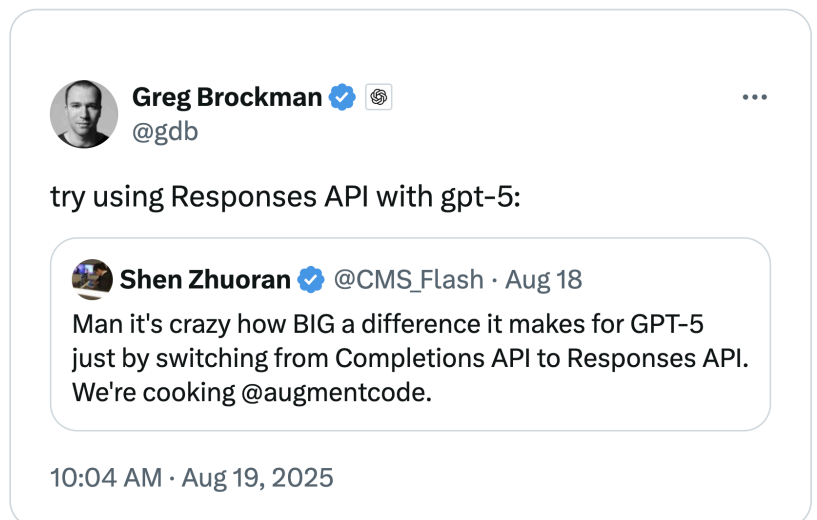 Greg Brockman
@gdb
try using Responses API with gpt-5:
Shen Zhuoran @CMS_Flash · Aug 18
Man it's crazy how BIG a difference it makes for GPT-5
just by switching from Completions API to Responses API.
We're cooking @augmentcode.
10:04 AM · Aug 19, 2025